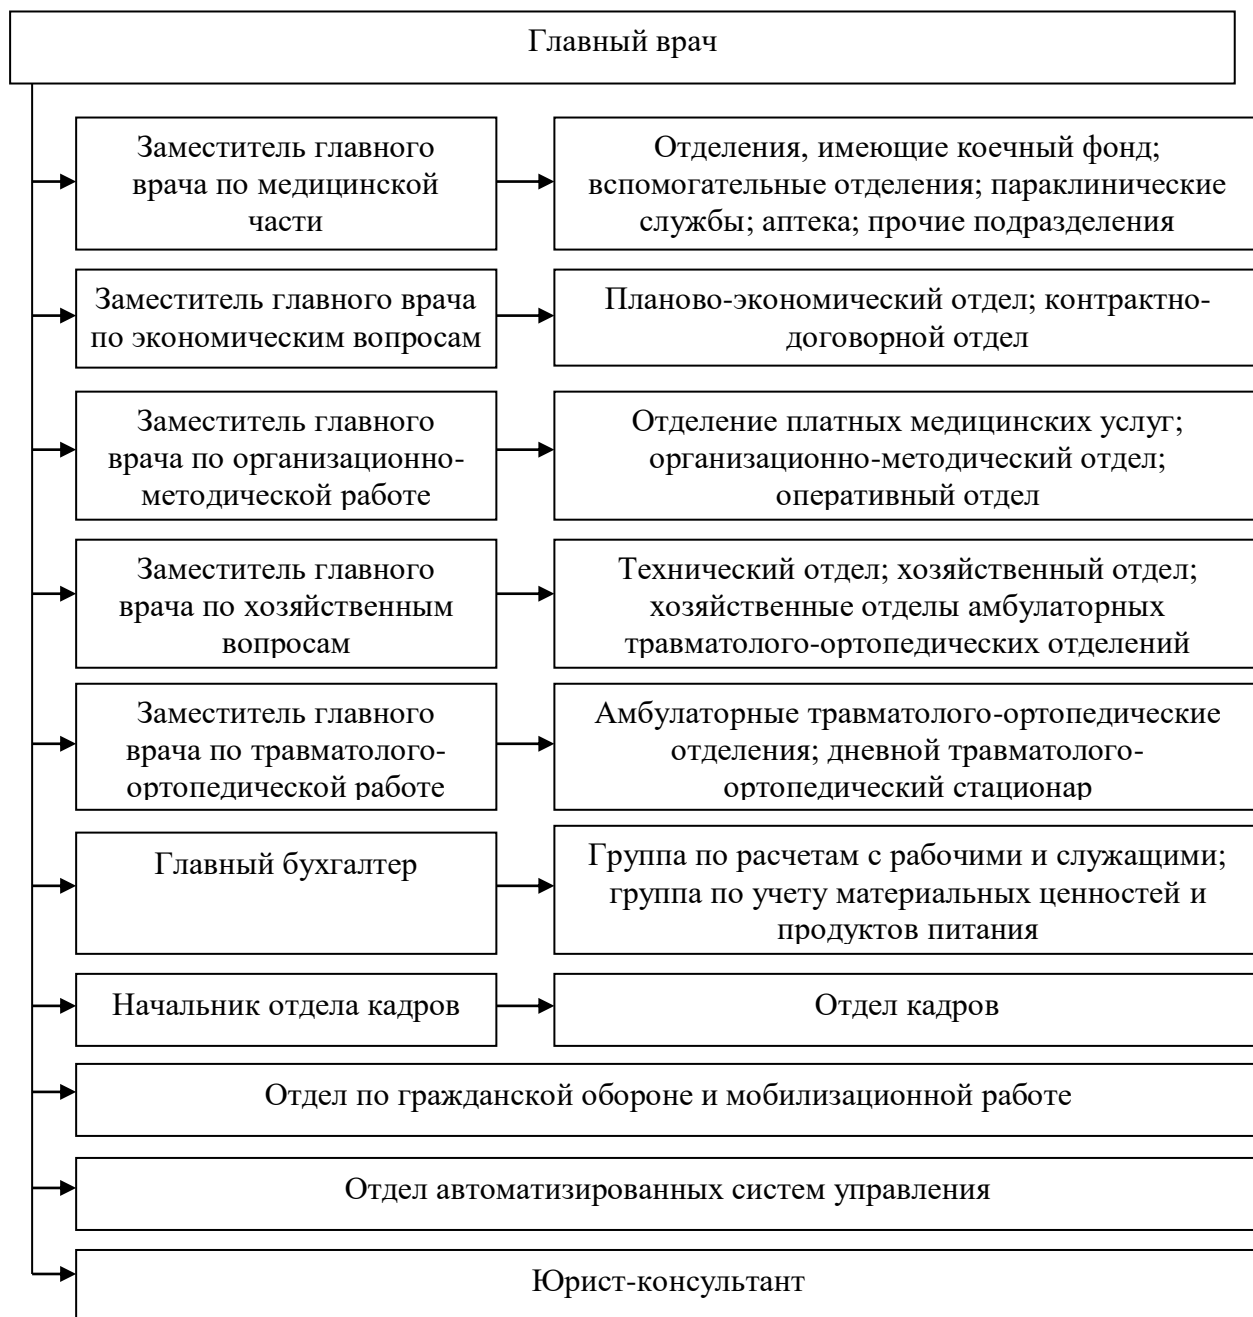 Главный врач
Заместитель главного
врача по медицинской
части
Отделения, имеющие коечный фонд;
вспомогательные отделения; параклинические
службы; аптека; прочие подразделения
Заместитель главного врача
по экономическим вопросам
Планово-экономический отдел; контрактно-
договорной отдел
Заместитель главного
врача по организационно-
методической работе
Отделение платных медицинских услуг;
организационно-методический отдел;
оперативный отдел
Заместитель главного
врача по хозяйственным
вопросам
Технический отдел; хозяйственный отдел;
хозяйственные отделы амбулаторных
травматолого-ортопедических отделений
Заместитель главного
врача по травматолого-
ортопедической работе
Амбулаторные травматолого-ортопедические
отделения; дневной травматолого-
ортопедический стационар
Главный бухгалтер
Группа по расчетам с рабочими и служащими;
группа по учету материальных ценностей и
продуктов питания
Начальник отдела кадров
Отдел кадров
Отдел по гражданской обороне и мобилизационной работе
Отдел автоматизированных систем управления
Юрист-консультант